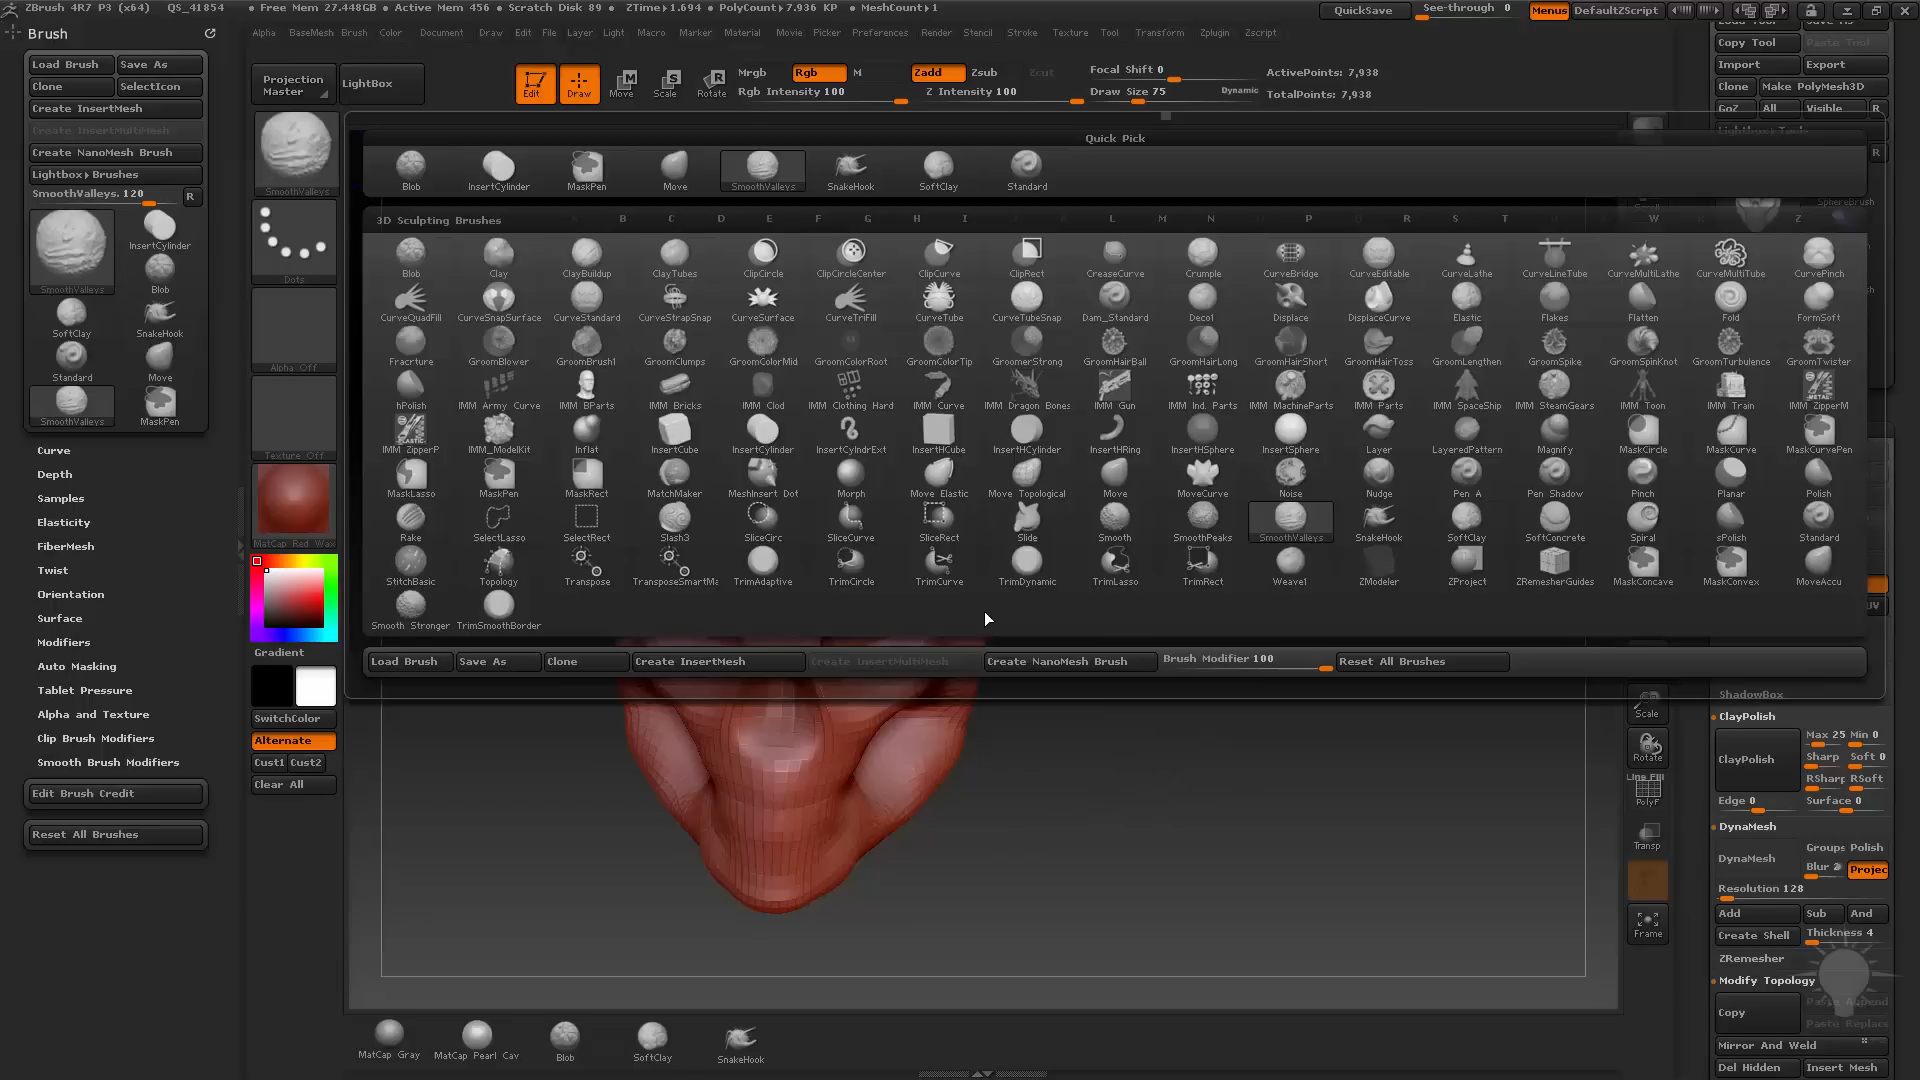 ZBrush 4R7 P3 (x64) QS_41854 • Free Mem 27.448GB • Active Mem 456 • Scratch Disk 89 • ZTime▸1.694 • PolyCount▸7.936 KP • MeshCount▸1 QuickSave See-through 0 Menus DefaultZScript
Brush
Alpha BaseMesh Brush Color Document Draw Edit File Layer Light Macro Marker Material Movie Picker Preferences Render Stencil Stroke Texture Tool Transform Zplugin Zscript
Load Brush Save As
Clone SelectIcon
Create InsertMesh
Create InsertMultiMesh
Create NanoMesh Brush
Lightbox▸Brushes
SmoothValleys. 120 R
InsertCylinder
SmoothValleys Blob
SoftClay SnakeHook
Standard Move
SmoothValleys MaskPen
Curve
Depth
Samples
Elasticity
FiberMesh
Twist
Orientation
Surface
Modifiers
Auto Masking
Tablet Pressure
Alpha and Texture
Clip Brush Modifiers
Smooth Brush Modifiers
Edit Brush Credit
Reset All Brushes
Projection Master
LightBox
Edit Draw Move Scale Rotate
Mrgb Rgb M
Rgb Intensity 100
Zadd Zsub Zcut
Z Intensity 100
Focal Shift 0
Draw Size 75 Dynamic
ActivePoints: 7,938
TotalPoints: 7,938
SmoothValleys
Dots
Alpha Off
Texture Off
MatCap Red Wax
Gradient
SwitchColor
Alternate
Cust1 Cust2
Clear All
Quick Pick
Blob InsertCylinder MaskPen Move SmoothValleys SnakeHook SoftClay Standard
3D Sculpting Brushes B C D E F G H I L M N P R S T W Z
Blob Clay ClayBuildup ClayTubes ClipCircle ClipCircleCenter ClipCurve ClipRect CreaseCurve Crumple CurveBridge CurveEditable CurveLathe CurveLineTube CurveMultiLathe CurveMultiTube CurvePinch
CurveQuadFill CurveSnapSurface CurveStandard CurveStrapSnap CurveSurface CurveTriFill CurveTube CurveTubeSnap Dam_Standard Deco1 Displace DisplaceCurve Elastic Flakes Flatten Fold FormSoft
Fracrture GroomBlower GroomBrush1 GroomClumps GroomColorMid GroomColorRoot GroomColorTip GroomerStrong GroomHairBall GroomHairLong GroomHairShort GroomHairToss GroomLengthen GroomSpike GroomSpinKnot GroomTurbulence GroomTwister
hPolish IMM Army Curve IMM BParts IMM Bricks IMM Clod IMM Clothing Hard IMM Curve IMM Dragon Bones IMM Gun IMM Ind. Parts IMM MachineParts IMM Parts IMM SpaceShip IMM SteamGears IMM Toon IMM Train IMM ZipperM
IMM ZipperP IMM_ModelKit Inflat InsertCube InsertCylinder InsertCylndrExt InsertHCube InsertHCylinder InsertHRing InsertHSphere InsertSphere Layer LayeredPattern Magnify MaskCircle MaskCurve MaskCurvePen
MaskLasso MaskPen MaskRect MatchMaker MeshInsert Dot Morph Move Elastic Move Topological Move MoveCurve Noise Nudge Pen A Pen Shadow Pinch Planar Polish
Rake SelectLasso SelectRect Slash3 SliceCirc SliceCurve SliceRect Slide Smooth SmoothPeaks SmoothValleys SnakeHook SoftClay SoftConcrete Spiral sPolish Standard
StitchBasic Topology Transpose TransposeSmartMa TrimAdaptive TrimCircle TrimCurve TrimDynamic TrimLasso TrimRect Weave1 ZModeler ZProject ZRemesherGuides MaskConcave MaskConvex MoveAccu
Smooth Stronger TrimSmoothBorder
Load Brush Save As Clone Create InsertMesh Create InsertMultiMesh Create NanoMesh Brush Brush Modifier 100 Reset All Brushes
MatCap Gray MatCap Pearl Cav Blob SoftClay SnakeHook
Scale
Rotate
Line Fill
PolyF
Transp
Frame
Copy Tool
Import Export
Clone Make PolyMesh3D
GoZ All Visible R
R
SphereBrush
UV
ShadowBox
ClayPolish
Max 25 Min 0
ClayPolish Sharp Soft 0
RSharp RSoft
Edge 0 Surface 0
DynaMesh
Groups Polish
DynaMesh Blur 2 Projec
Resolution 128
Add Sub And
Create Shell Thickness 4
ZRemesher
Modify Topology
Paste Append
Copy
Paste Replace
Mirror And Weld
Del Hidden Insert Mesh